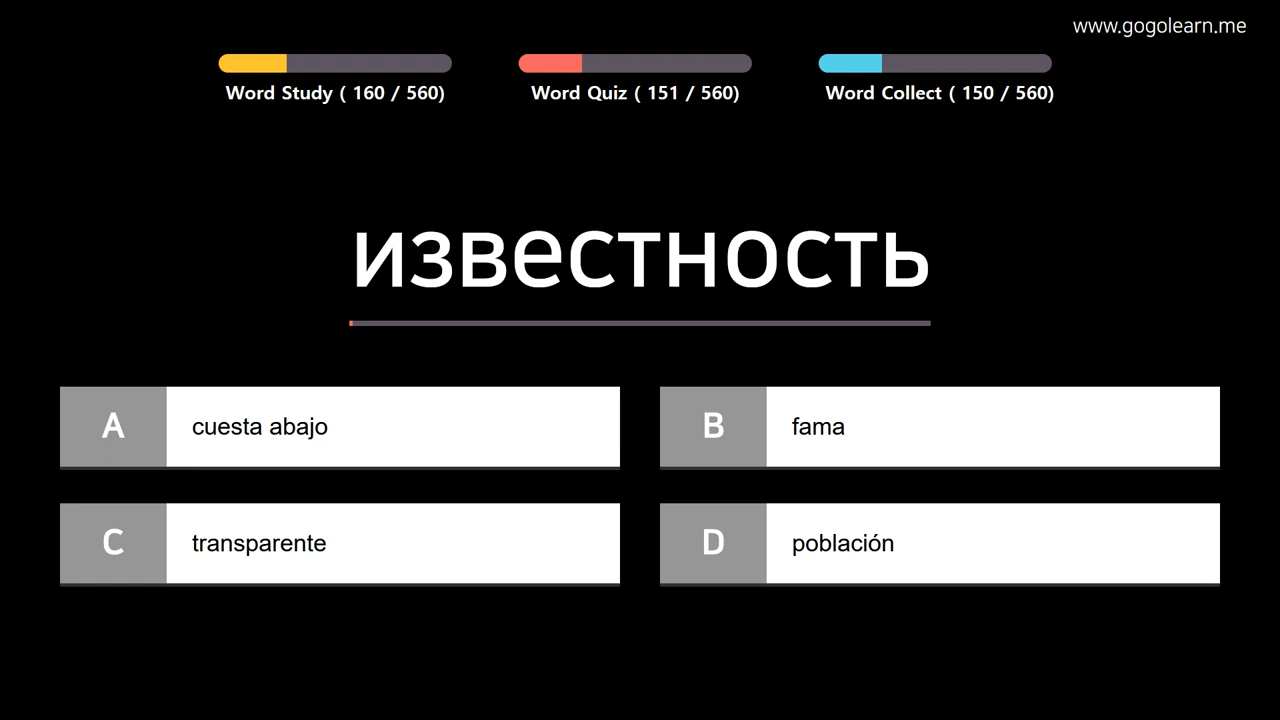 www.gogolearn.me
Word Study ( 160 / 560)
Word Quiz ( 151 / 560)
Word Collect ( 150 / 560)
известность
A
cuesta abajo
B
fama
C
transparente
D
población